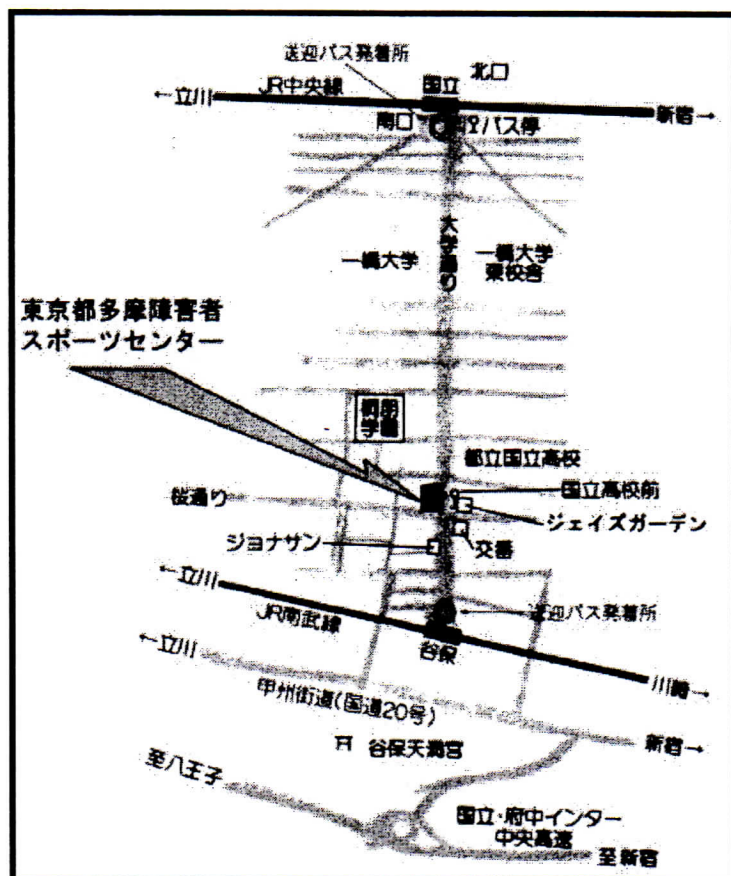 送迎バス発着所
北口
国立
JR中央線
←立川
新宿→
南口
バス停
大学通り
一橋大学
一橋大学
東校舎
東京都多摩障害者
スポーツセンター
桐朋
学園
都立国立高校
国立高校前
桜通り
ジェイズガーデン
ジョナサン
交番
←立川
JR南武線
送迎バス発着所
谷保
←立川
川崎→
甲州街道(国道20号)
新宿→
谷保天満宮
至八王子
国立・府中インター
中央高速
至新宿